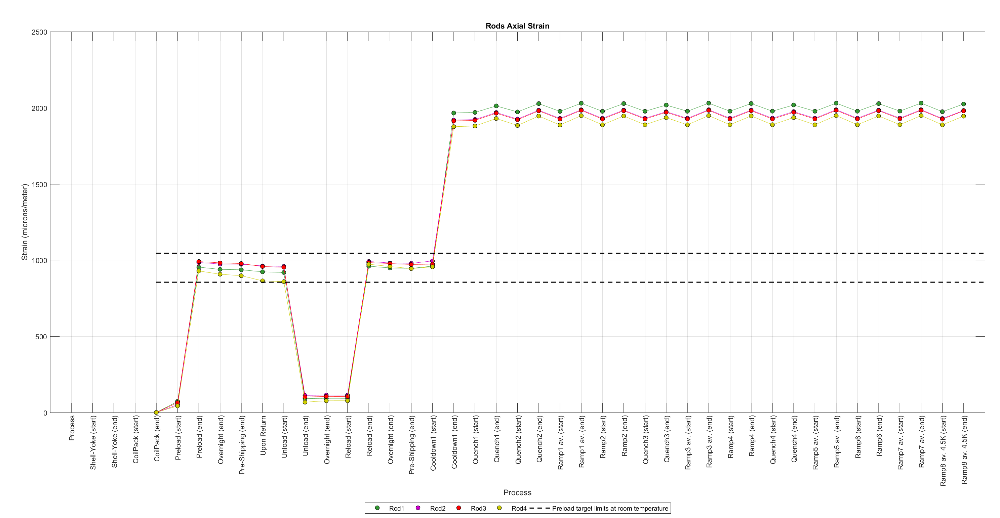 Rods Axial Strain
2500
2000
1500
1000
500
0
Strain (microns/meter)
Process
Shell-Yoke (start)
Shell-Yoke (end)
CoilPack (start)
CoilPack (end)
Preload (start)
Preload (end)
Overnight (end)
Pre-Shipping (end)
Upon Return
Unload (start)
Unload (end)
Overnight (end)
Reload (start)
Reload (end)
Overnight (end)
Pre-Shipping (end)
Cooldown1 (start)
Cooldown1 (end)
Quench1 (start)
Quench1 (end)
Quench2 (start)
Quench2 (end)
Ramp1 av. (start)
Ramp1 av. (end)
Ramp2 (start)
Ramp2 (end)
Quench3 (start)
Quench3 (end)
Ramp3 av. (start)
Ramp3 av. (end)
Ramp4 (start)
Ramp4 (end)
Quench4 (start)
Quench4 (end)
Ramp5 av. (start)
Ramp5 av. (end)
Ramp6 (start)
Ramp6 (end)
Ramp7 av. (start)
Ramp7 av. (end)
Ramp8 av. 4.5K (start)
Ramp8 av. 4.5K (end)
Process
Rod1 Rod2 Rod3 Rod4 Preload target limits at room temperature